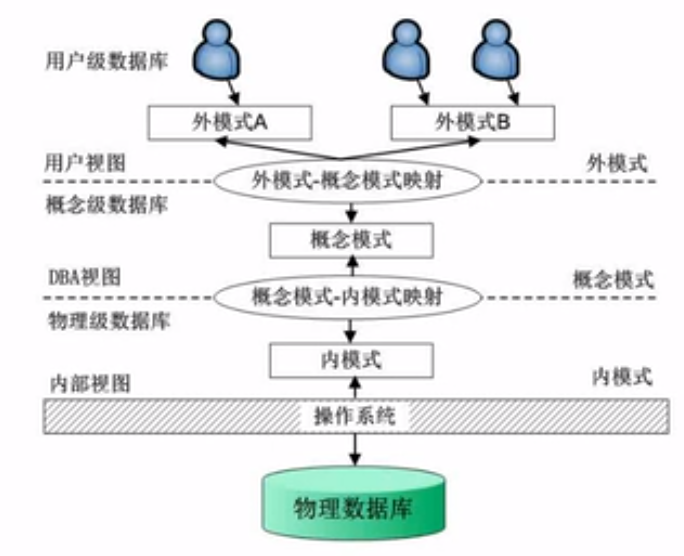 用户级数据库
外模式A
外模式B
用户视图
外模式
外模式-概念模式映射
概念级数据库
概念模式
DBA视图
概念模式
概念模式-内模式映射
物理级数据库
内模式
内部视图
内模式
操作系统
物理数据库